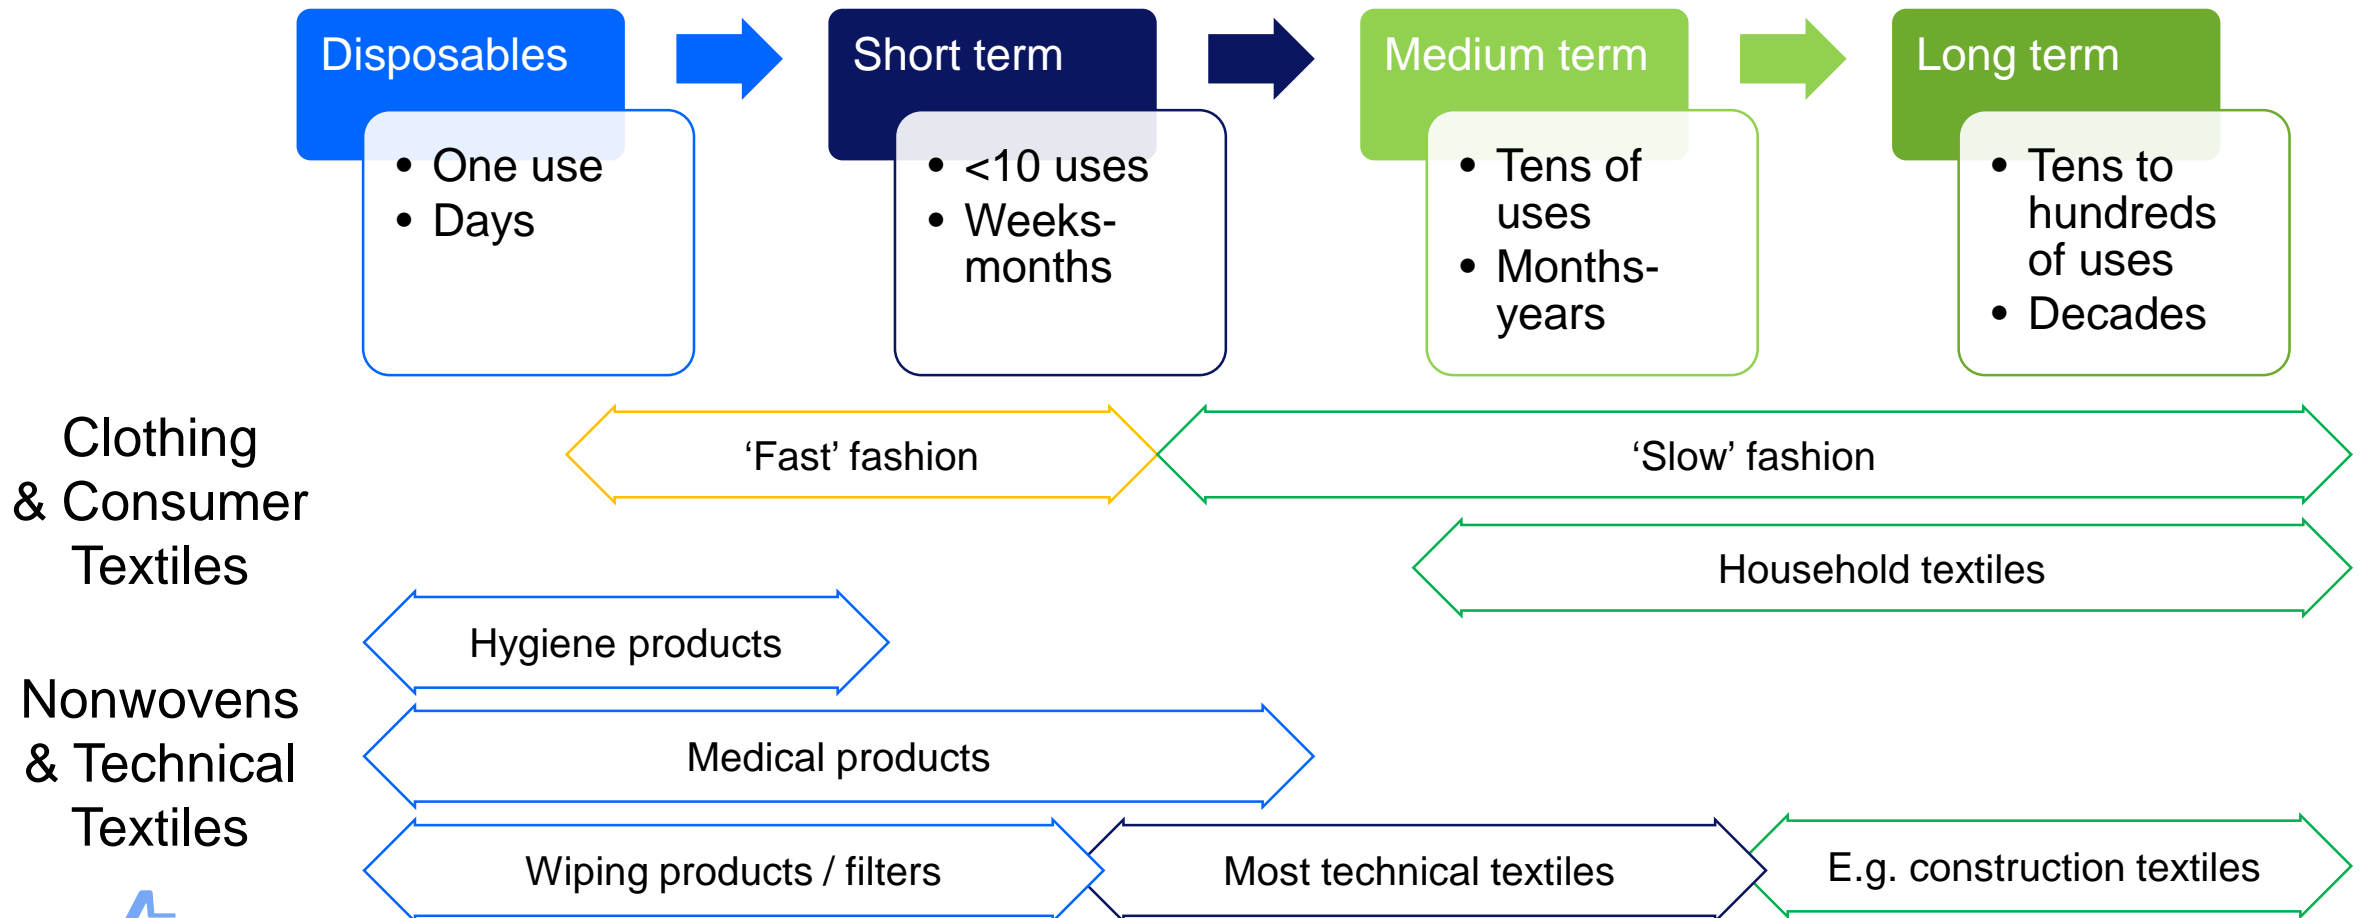 Disposables
• One use
• Days
Short term
• <10 uses
• Weeks-
months
Medium term
• Tens of
uses
• Months-
years
Long term
• Tens to
hundreds
of uses
• Decades
Clothing
& Consumer
Textiles
‘Fast’ fashion
‘Slow’ fashion
Household textiles
Nonwovens
& Technical
Textiles
Hygiene products
Medical products
Wiping products / filters
Most technical textiles
E.g. construction textiles